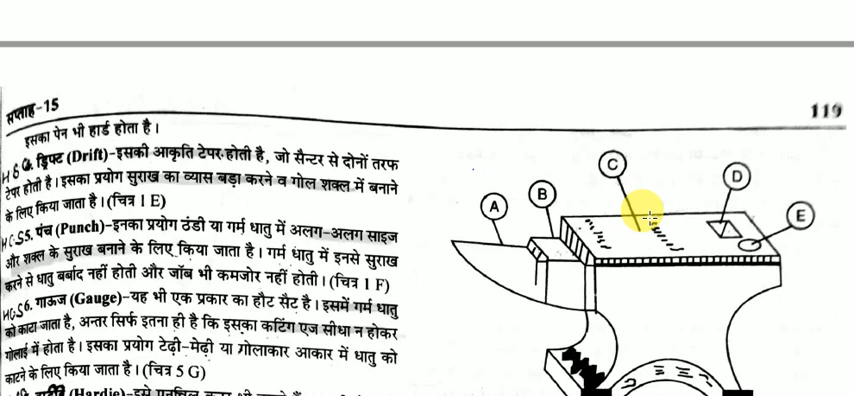 सप्ताह-15
119
इसका पेन भी हार्ड होता है।
ड्रिफ्ट (Drift)-इसकी आकृति टेपर होती है, जो सैन्टर से दोनों तरफ
टेपर होती है। इसका प्रयोग सुराख का व्यास बड़ा करने व गोल शक्ल में बनाने
के लिए किया जाता है। (चित्र 1 E)
5. पंच (Punch)-इनका प्रयोग ठंडी या गर्म धातु में अलग-अलग साइज
और शक्ल के सुराख बनाने के लिए किया जाता है। गर्म धातु में इनसे सुराख
करने से धातु बर्बाद नहीं होती और जॉब भी कमजोर नहीं होती। (चित्र 1 F)
6. गाऊज (Gauge)-यह भी एक प्रकार का हौट सैट है। इसमें गर्म धातु
को काटा जाता है, अन्तर सिर्फ इतना ही है कि इसका कटिंग एज सीधा न होकर
गोलाई में होता है। इसका प्रयोग टेढ़ी-मेढ़ी या गोलाकार आकार में धातु को
काटने के लिए किया जाता है। (चित्र 5 G)
(Hardie)-इसे
A
B
C
D
E